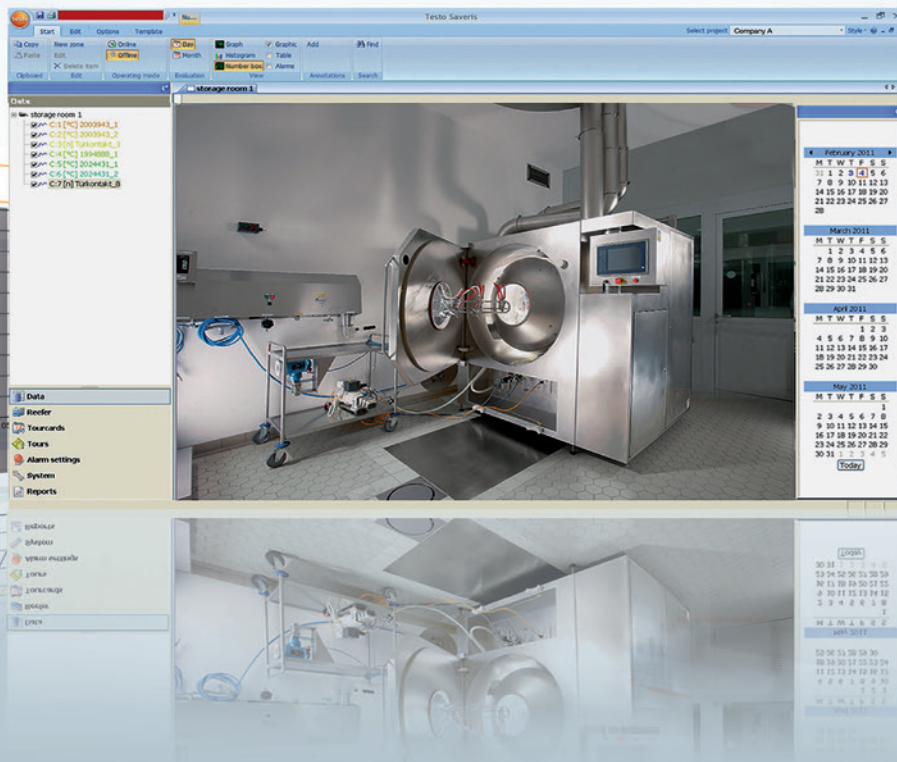 testo
Nu...
Testo Saveris
Start Edit Options Template
Select project: Company A Style
Copy New zone Online Day Graph Graphic Add Find
Paste Edit Offline Month Histogram Table
Delete item Number box Alarms
Clipboard Edit Operating mode Evaluation View Annotations Search
storage room 1
Data
storage room 1
C:1 [°C] 2003943_1
C:2 [°C] 2003943_2
C:3 [n] Türkontakt_3
C:4 [°C] 1994888_1
C:5 [°C] 2024431_1
C:6 [°C] 2024431_2
C:7 [n] Türkontakt_8
Data
Reefer
Tourcards
Tours
Alarm settings
System
Reports
February 2011
M T W T F S S
31 1 2 3 4 5 6
7 8 9 10 11 12 13
14 15 16 17 18 19 20
21 22 23 24 25 26 27
28
March 2011
M T W T F S S
1 2 3 4 5 6
7 8 9 10 11 12 13
14 15 16 17 18 19 20
21 22 23 24 25 26 27
28 29 30 31
April 2011
M T W T F S S
1 2 3
4 5 6 7 8 9 10
11 12 13 14 15 16 17
18 19 20 21 22 23 24
25 26 27 28 29 30
May 2011
M T W T F S S
1
2 3 4 5 6 7 8
9 10 11 12 13 14 15
16 17 18 19 20 21 22
23 24 25 26 27 28 29
30 31 1 2 3 4 5
Today